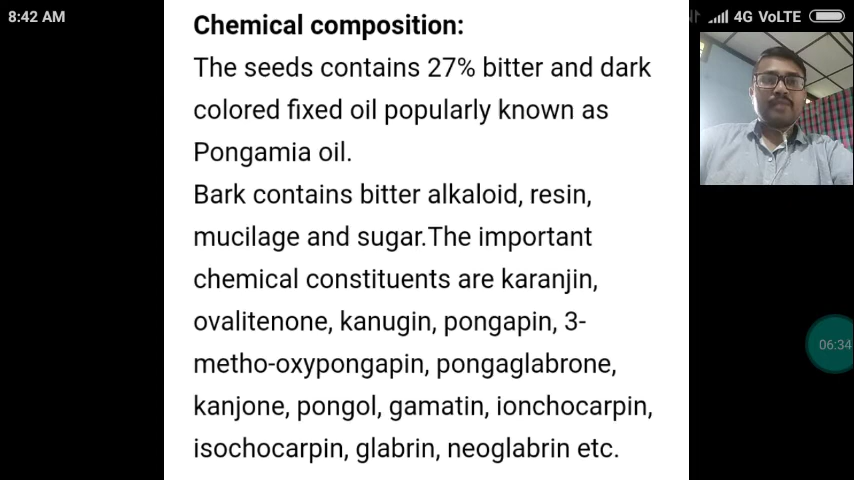 8:42 AM
4G VoLTE
Chemical composition:
The seeds contains 27% bitter and dark
colored fixed oil popularly known as
Pongamia oil.
Bark contains bitter alkaloid, resin,
mucilage and sugar.The important
chemical constituents are karanjin,
ovalitenone, kanugin, pongapin, 3-
metho-oxypongapin, pongaglabrone,
kanjone, pongol, gamatin, ionchocarpin,
isochocarpin, glabrin, neoglabrin etc.
06:34